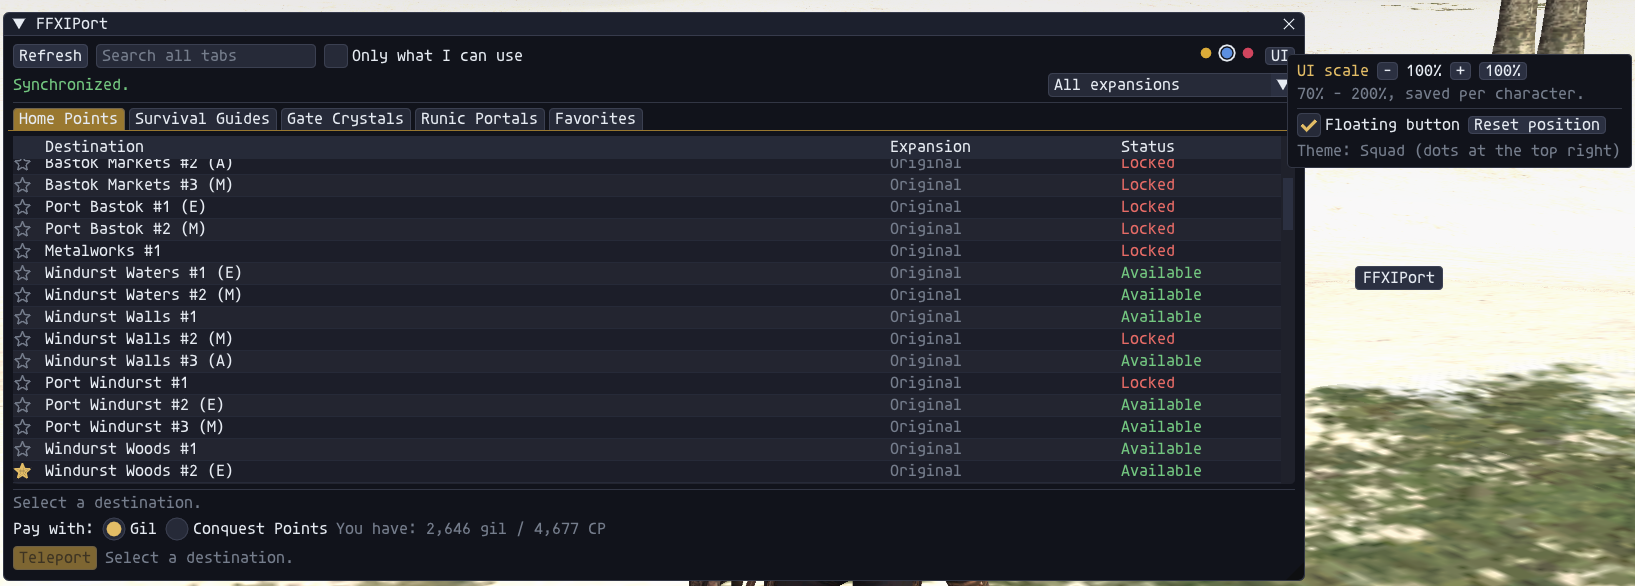 FFXIPort
Refresh Search all tabs Only what I can use UI
Synchronized. All expansions
UI scale - 100% + 100%
70% - 200%, saved per character.
Floating button Reset position
Theme: Squad (dots at the top right)
Home Points Survival Guides Gate Crystals Runic Portals Favorites
Destination Expansion Status
Bastok Markets #2 (A) Original Locked
Bastok Markets #3 (M) Original Locked
Port Bastok #1 (E) Original Locked
Port Bastok #2 (M) Original Locked
Metalworks #1 Original Locked
Windurst Waters #1 (E) Original Available
Windurst Waters #2 (M) Original Available
Windurst Walls #1 Original Available
Windurst Walls #2 (M) Original Locked
Windurst Walls #3 (A) Original Available
Port Windurst #1 Original Locked
Port Windurst #2 (E) Original Available
Port Windurst #3 (M) Original Available
Windurst Woods #1 Original Available
Windurst Woods #2 (E) Original Available
FFXIPort
Select a destination.
Pay with: Gil Conquest Points You have: 2,646 gil / 4,677 CP
Teleport Select a destination.